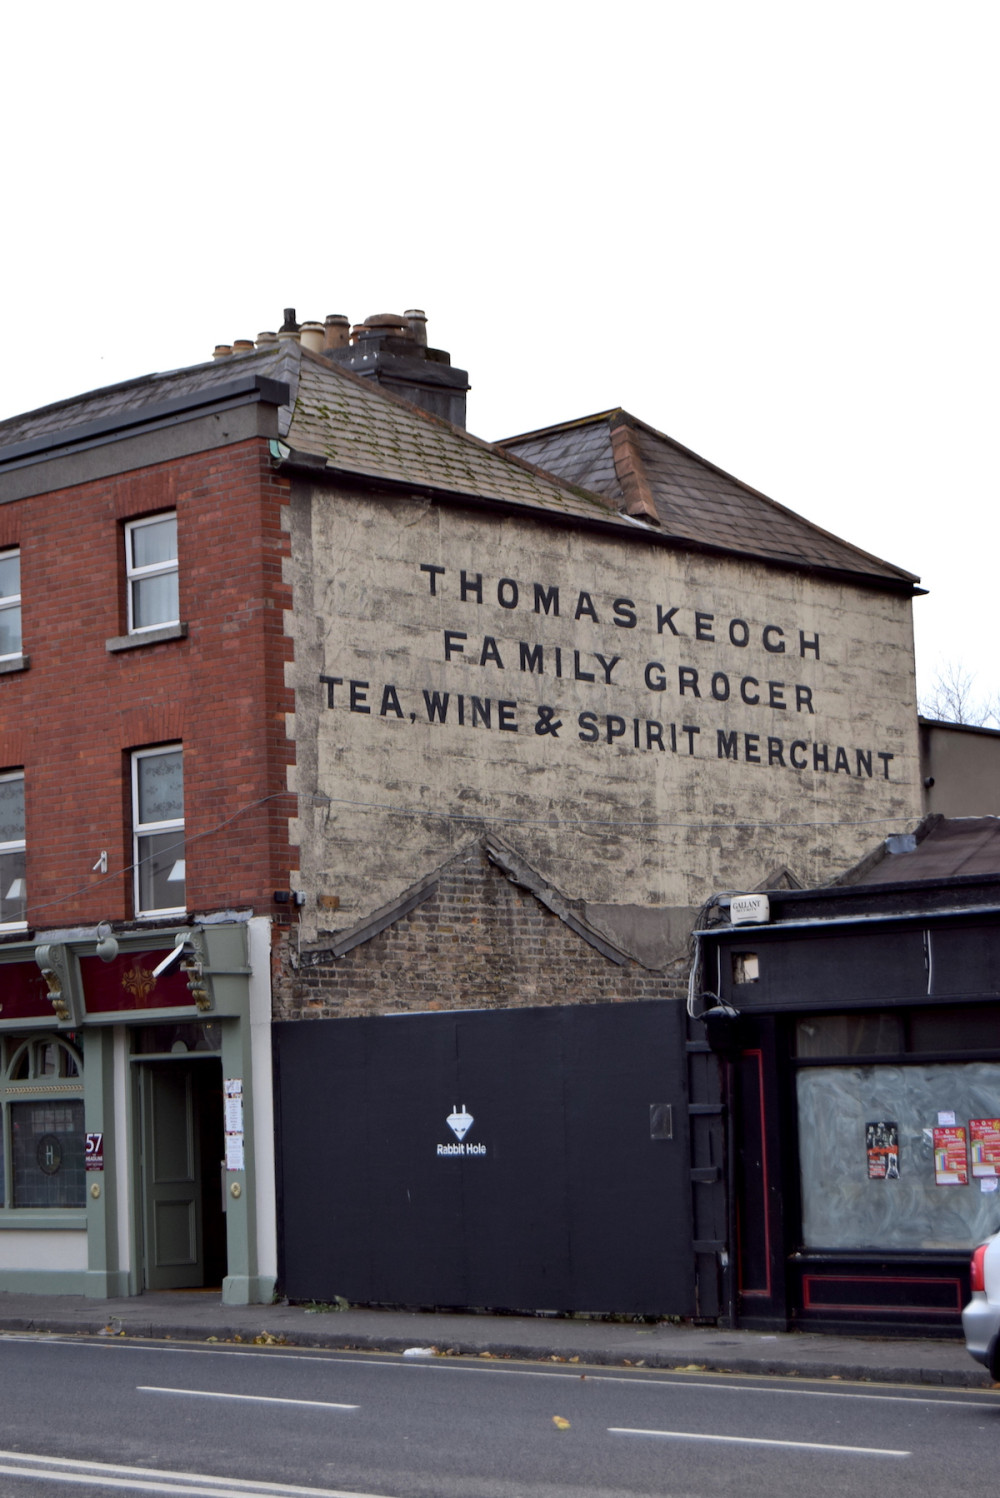 THOMAS KEOGH
FAMILY GROCER
TEA, WINE & SPIRIT MERCHANT
GALLANT
Rabbit Hole
57
H